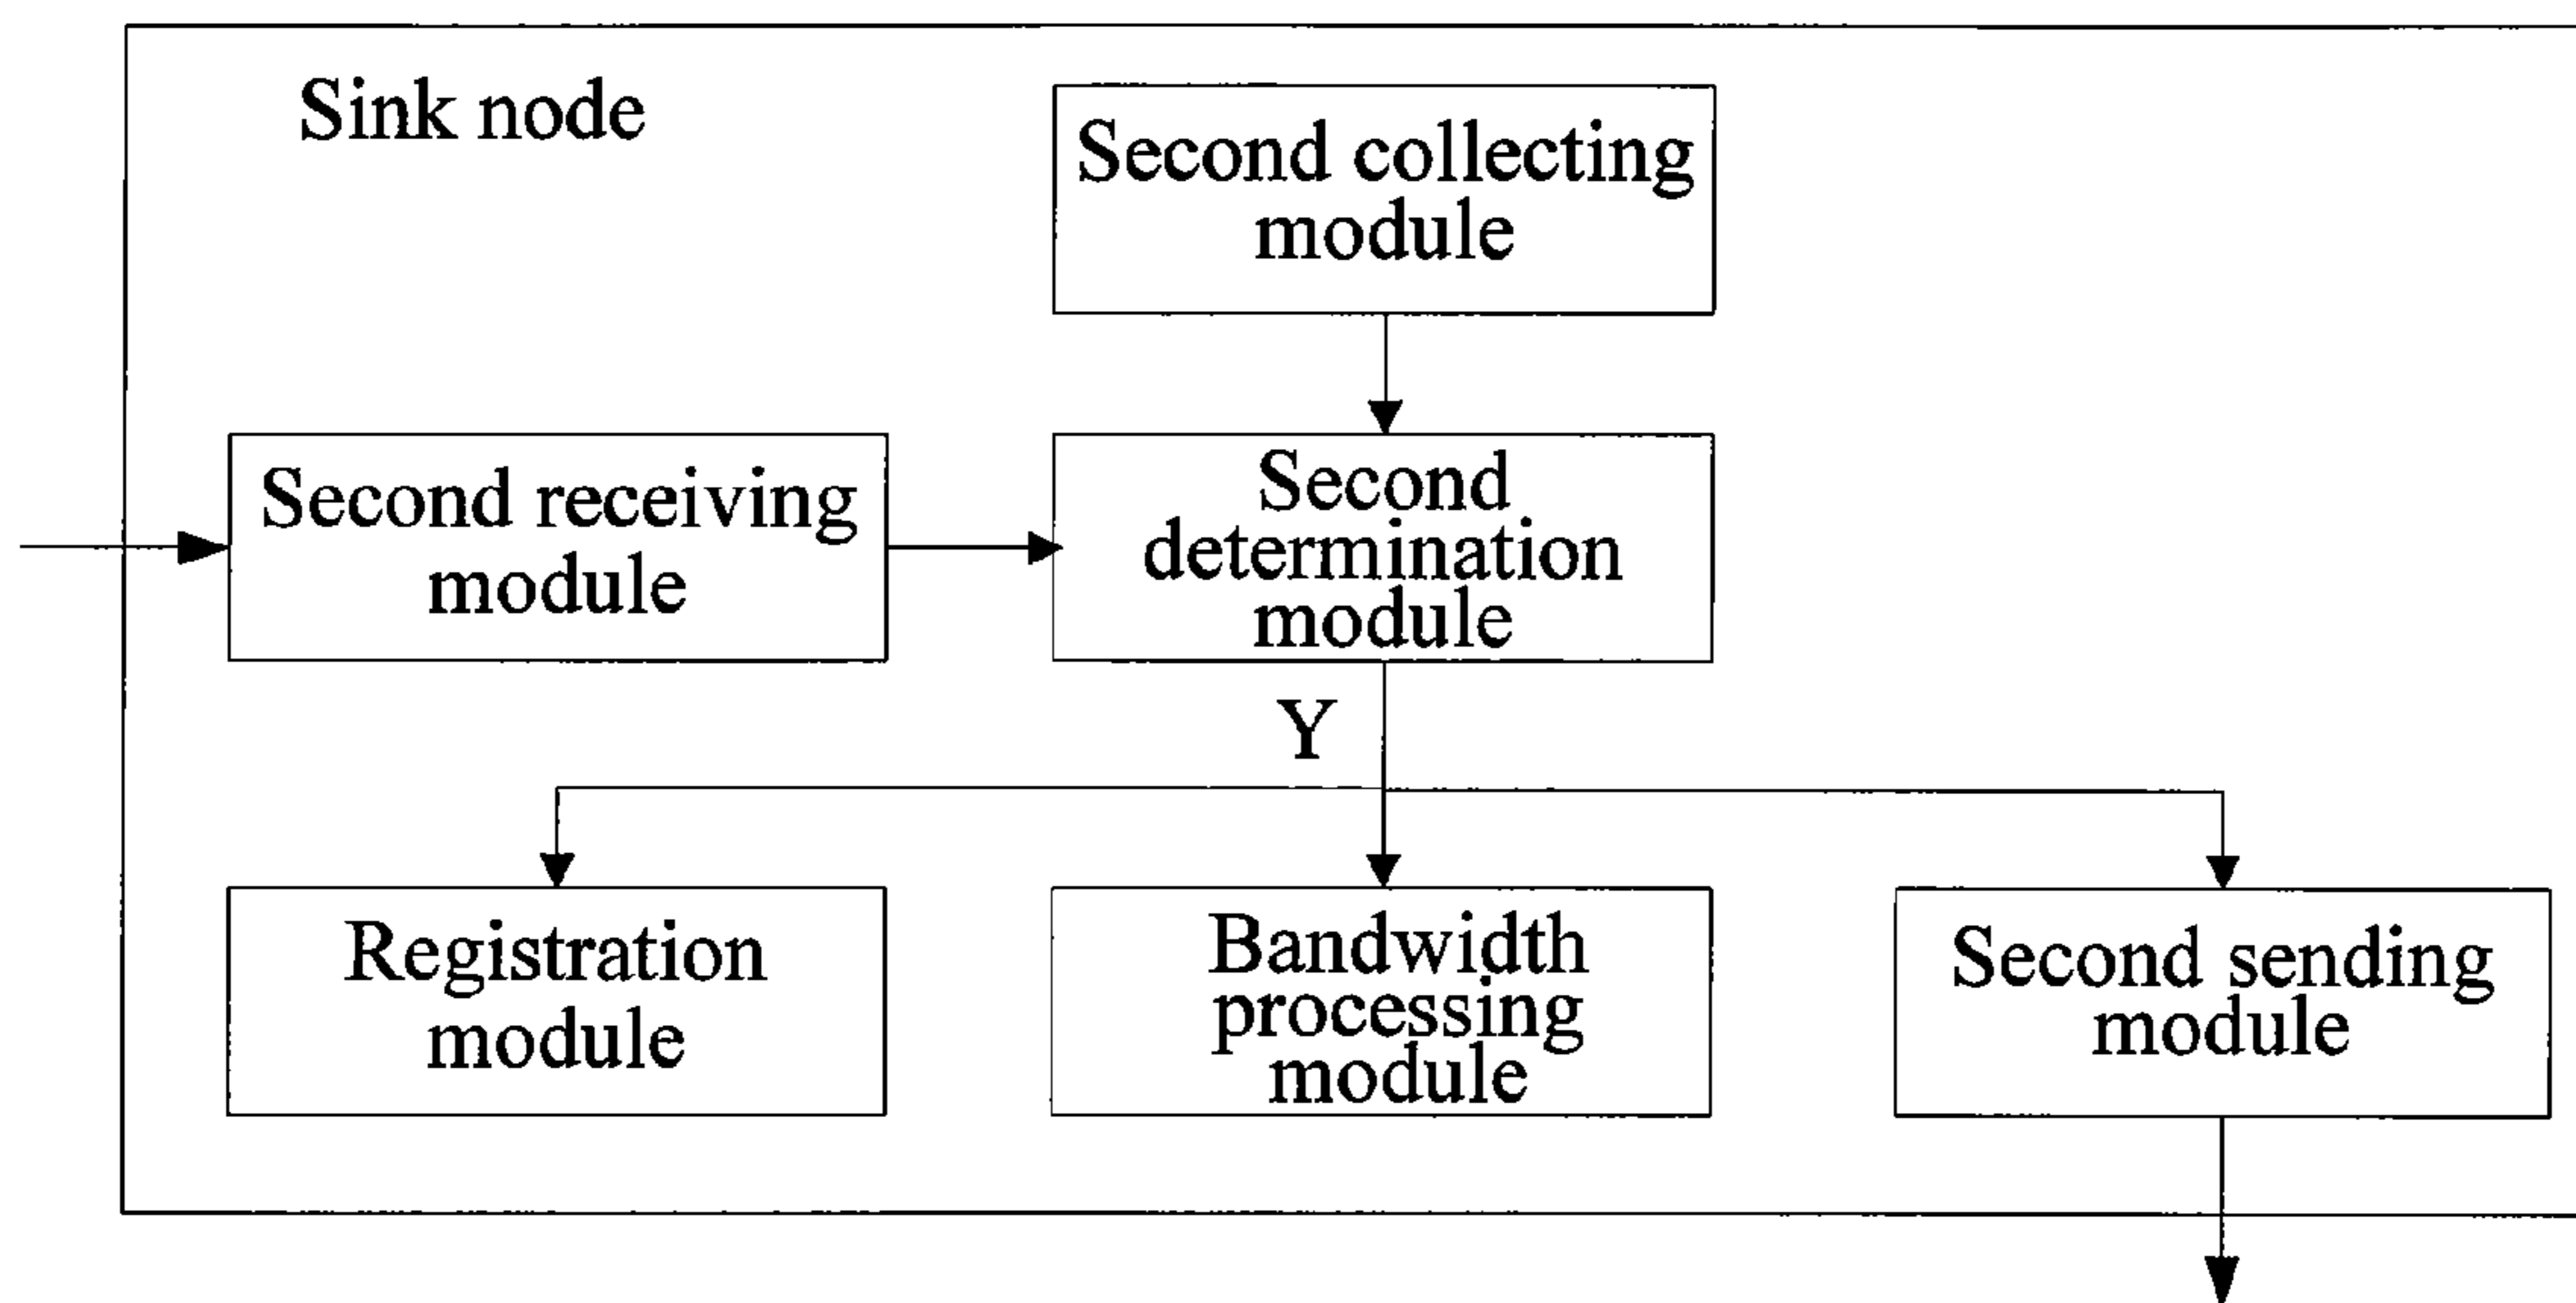 Sink node
Second collecting
module
Second receiving
module
Second
determination
module
Y
Registration
module
Bandwidth
processing
module
Second sending
module